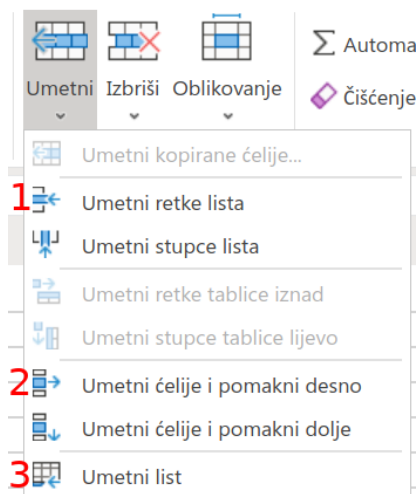 Umetni Izbriši Oblikovanje
Automa
Čišćenje
Umetni kopirane ćelije...
1 Umetni retke lista
Umetni stupce lista
Umetni retke tablice iznad
Umetni stupce tablice lijevo
2 Umetni ćelije i pomakni desno
Umetni ćelije i pomakni dolje
3 Umetni list